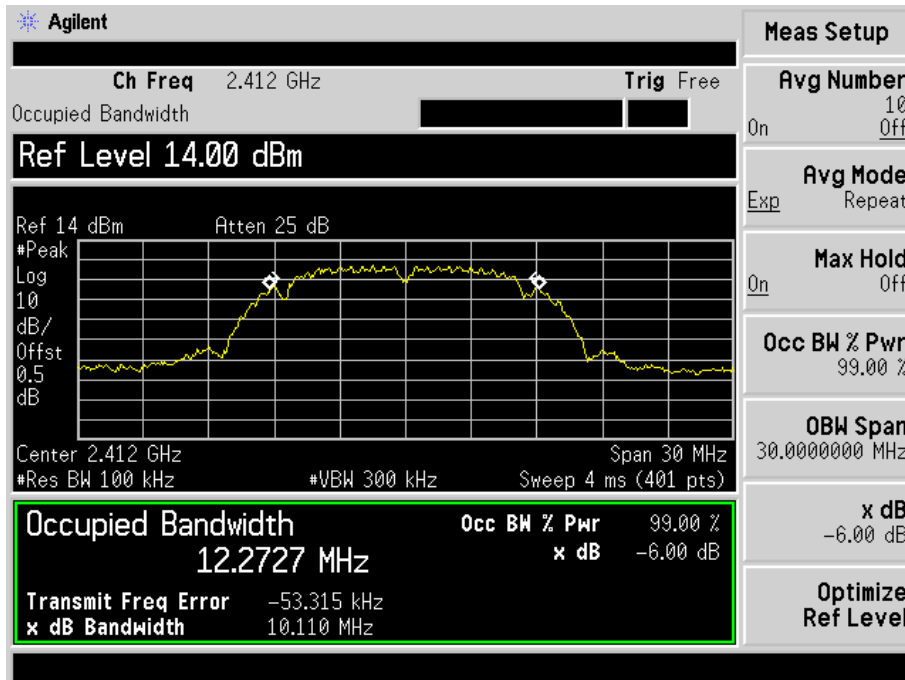 Agilent
Ch Freq 2.412 GHz Trig Free
Occupied Bandwidth
Ref Level 14.00 dBm
Ref 14 dBm Atten 25 dB
#Peak
Log
10
dB/
Offst
0.5
dB
Center 2.412 GHz Span 30 MHz
#Res BW 100 kHz #VBW 300 kHz Sweep 4 ms (401 pts)
Occupied Bandwidth Occ BW % Pwr 99.00 %
12.2727 MHz x dB -6.00 dB
Transmit Freq Error -53.315 kHz
x dB Bandwidth 10.110 MHz
Meas Setup
Avg Number
10
On Off
Avg Mode
Exp Repeat
Max Hold
On Off
Occ BW % Pwr
99.00 %
OBW Span
30.0000000 MHz
x dB
-6.00 dB
Optimize
Ref Level